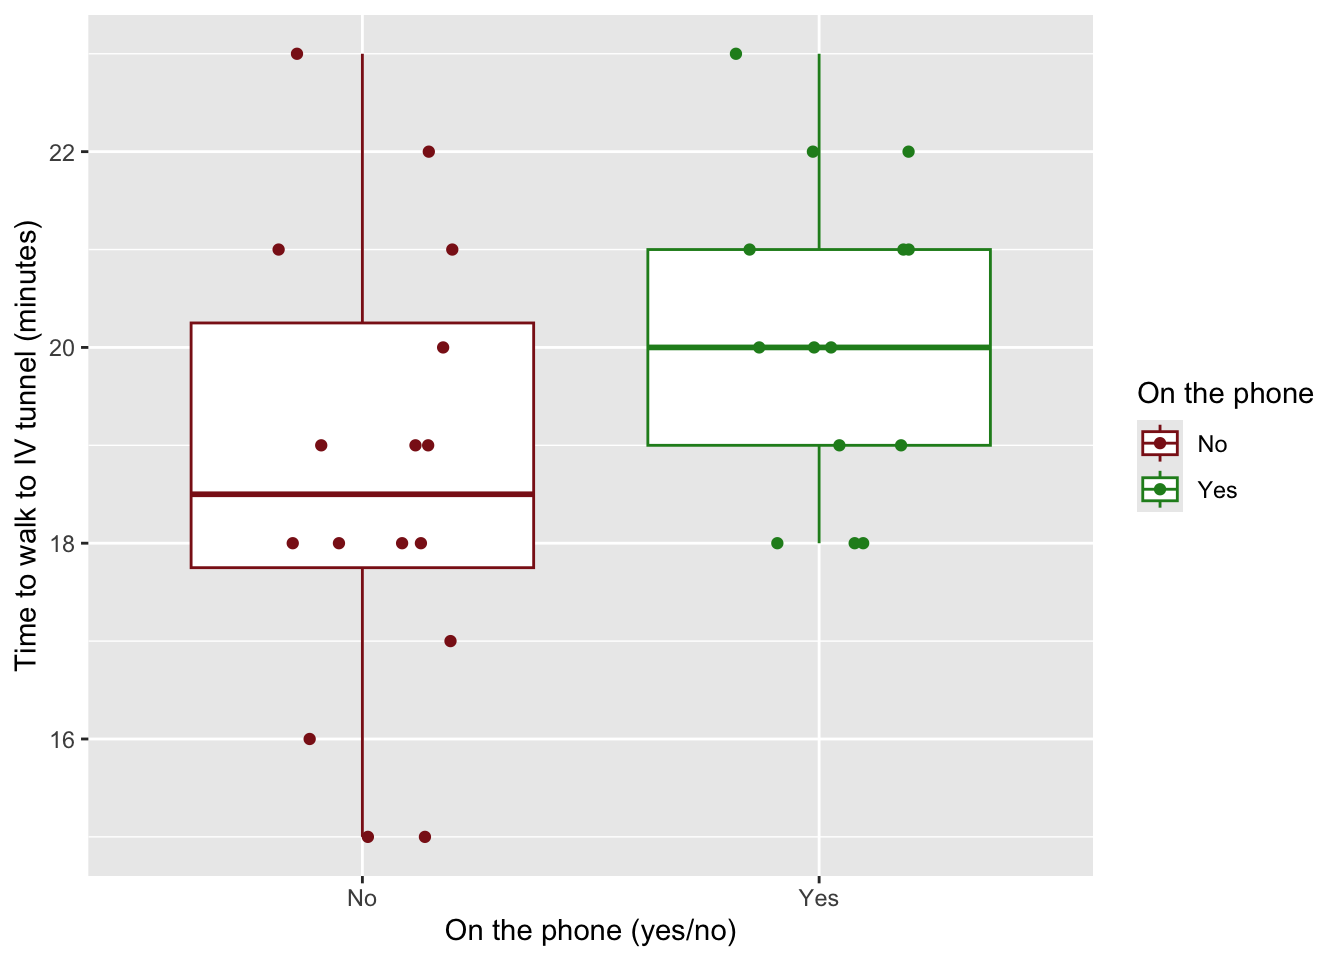 Time to walk to IV tunnel (minutes)
22
20
18
16
No
Yes
On the phone (yes/no)
On the phone
No
Yes